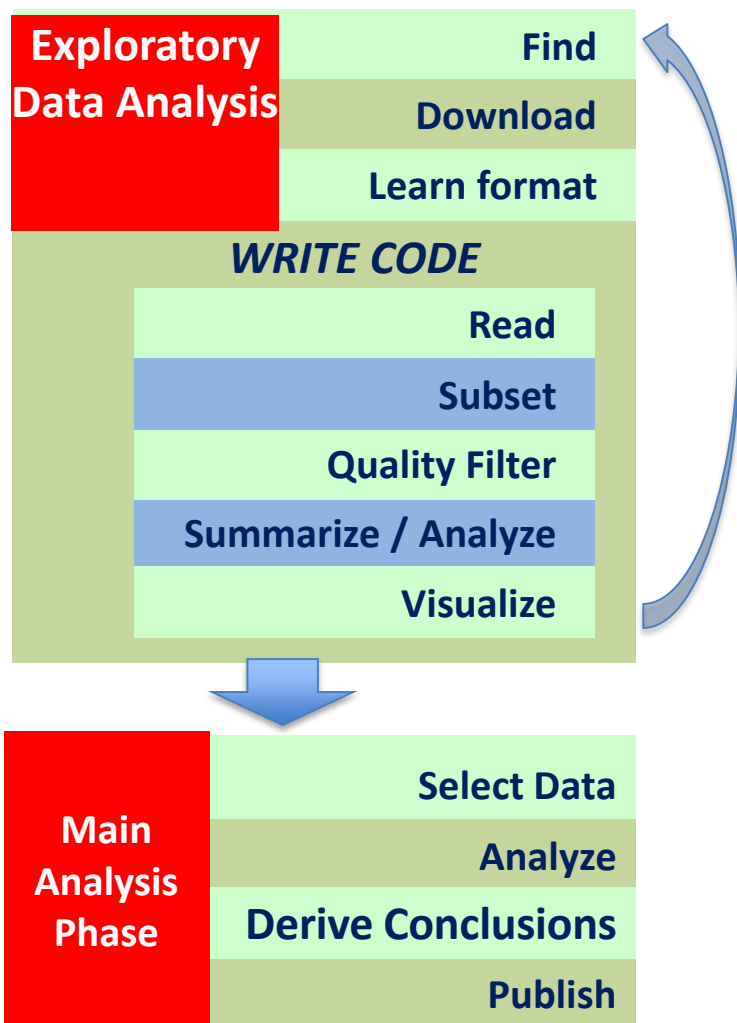 Exploratory
Data Analysis
Find
Download
Learn format
WRITE CODE
Read
Subset
Quality Filter
Summarize / Analyze
Visualize
Main
Analysis
Phase
Select Data
Analyze
Derive Conclusions
Publish